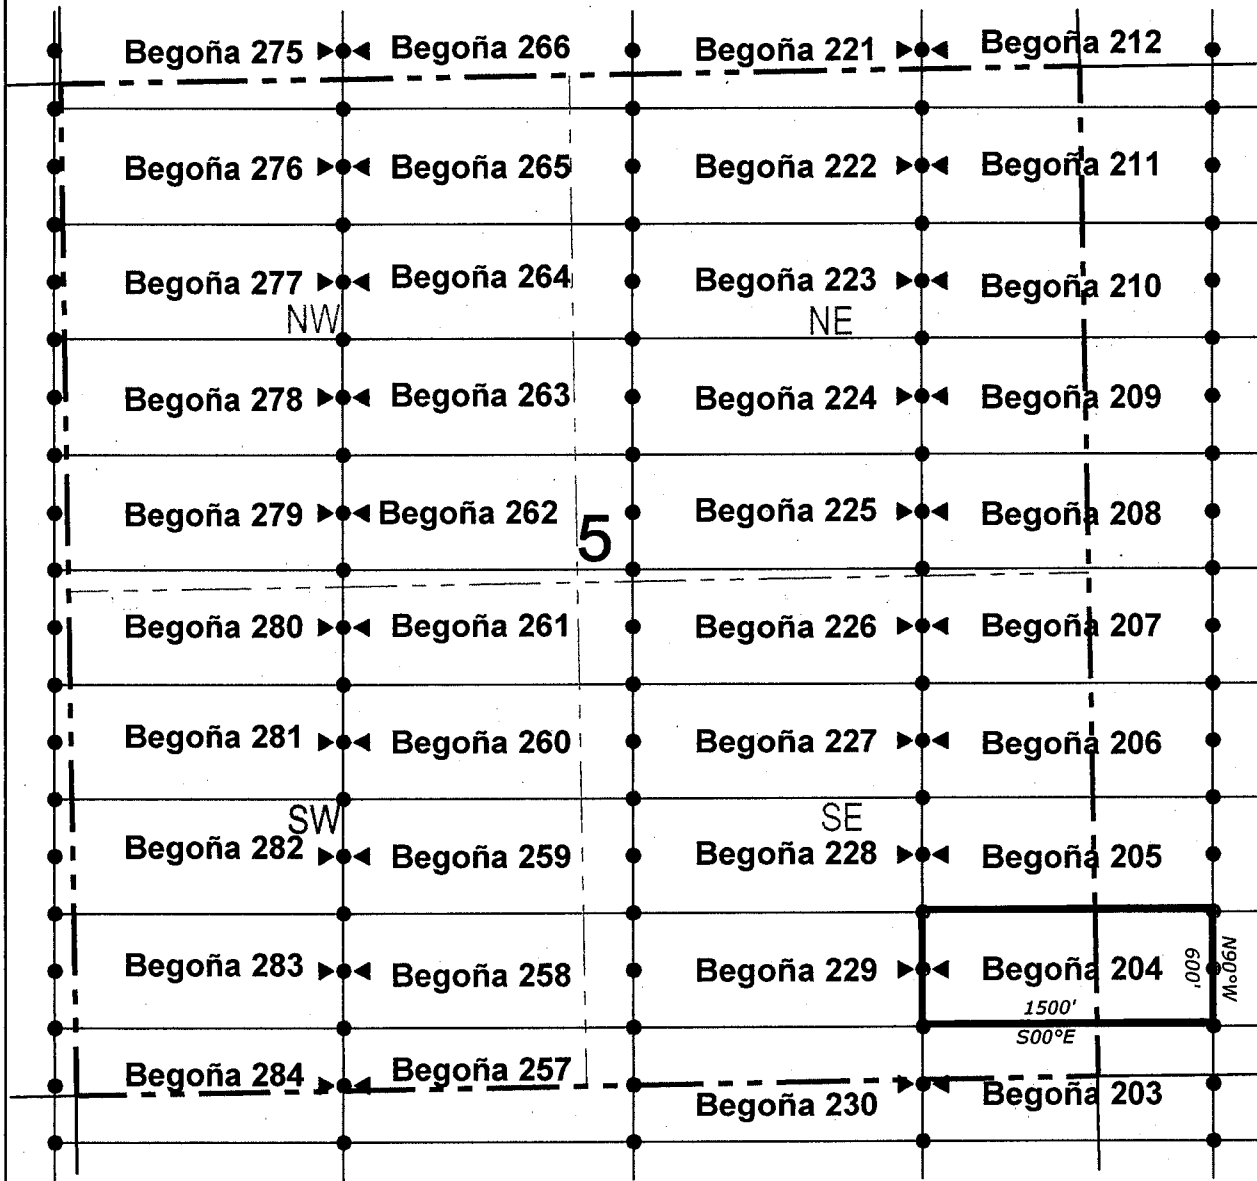 Begoña 275 Begoña 266 Begoña 221 Begoña 212
Begoña 276 Begoña 265 Begoña 222 Begoña 211
Begoña 277 Begoña 264 Begoña 223 Begoña 210
NW NE
Begoña 278 Begoña 263 Begoña 224 Begoña 209
Begoña 279 Begoña 262 Begoña 225 Begoña 208
5
Begoña 280 Begoña 261 Begoña 226 Begoña 207
Begoña 281 Begoña 260 Begoña 227 Begoña 206
SW SE
Begoña 282 Begoña 259 Begoña 228 Begoña 205
Begoña 283 Begoña 258 Begoña 229 Begoña 204
600'
N90°W
1500'
S00°E
Begoña 284 Begoña 257 Begoña 230 Begoña 203